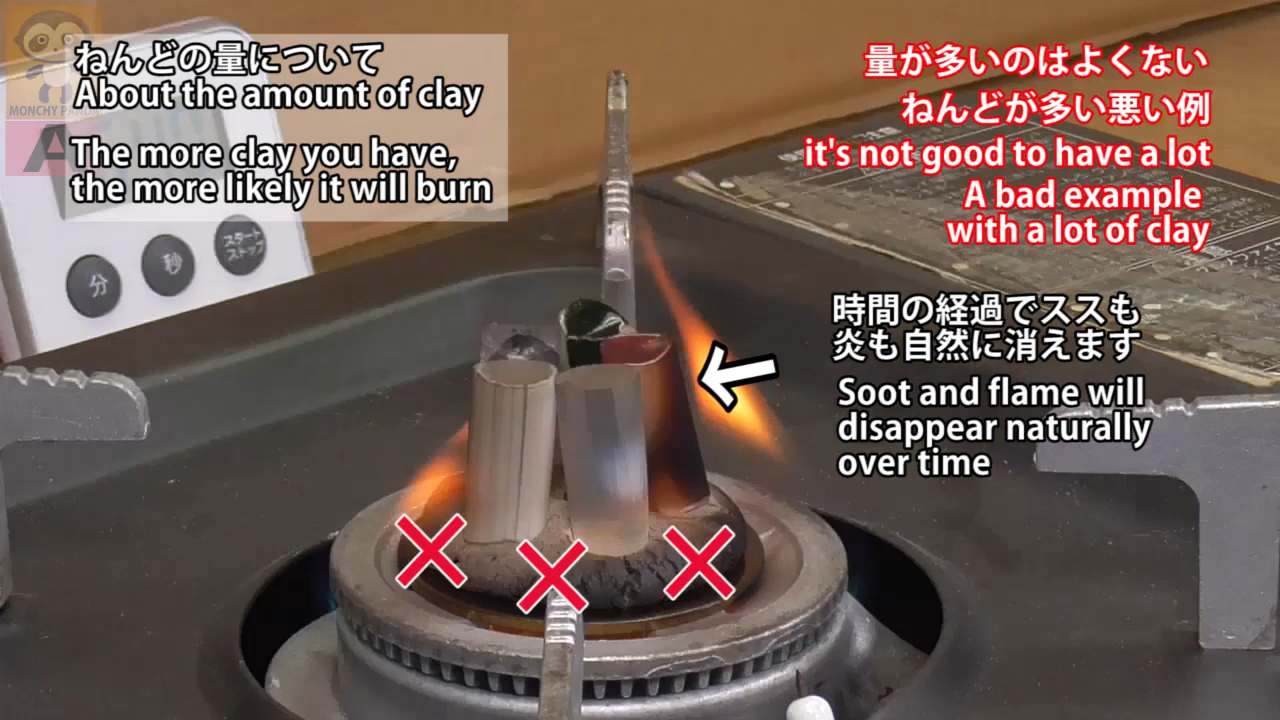 MONCHY PANDA
A
ねんどの量について
About the amount of clay
The more clay you have,
the more likely it will burn
分
秒
スタート
ストップ
量が多いのはよくない
ねんどが多い悪い例
it's not good to have a lot
A bad example
with a lot of clay
時間の経過でススも
炎も自然に消えます
Soot and flame will
disappear naturally
over time